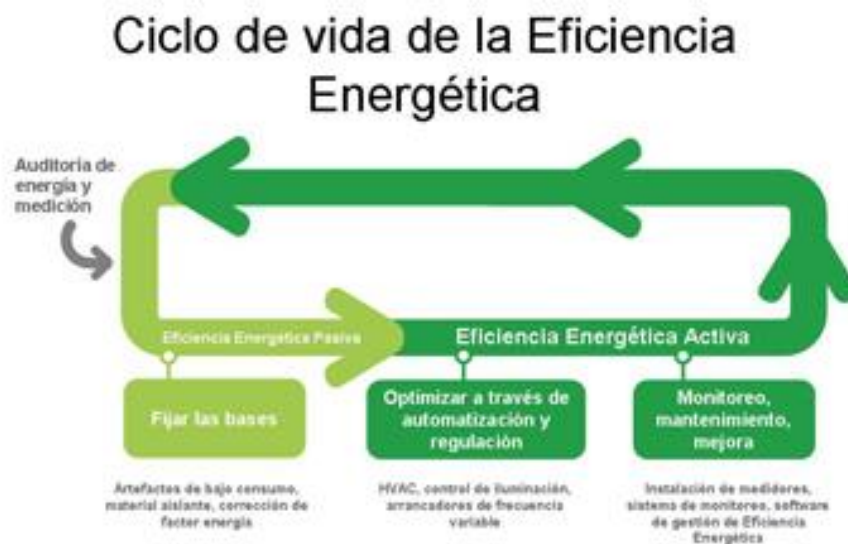 Ciclo de vida de la Eficiencia
Energética
Auditoria de
energía y
medición
Eficiencia Energética Pasiva
Eficiencia Energética Activa
Fijar las bases
Optimizar a través de
automatización y
regulación
Monitoreo,
mantenimiento,
mejora
Artefactos de bajo consumo,
material aislante, corrección de
factor energía
HVAC, control de iluminación,
arrancadores de frecuencia
variable
Instalación de medidores,
sistema de monitoreo, software
de gestión de Eficiencia
Energética